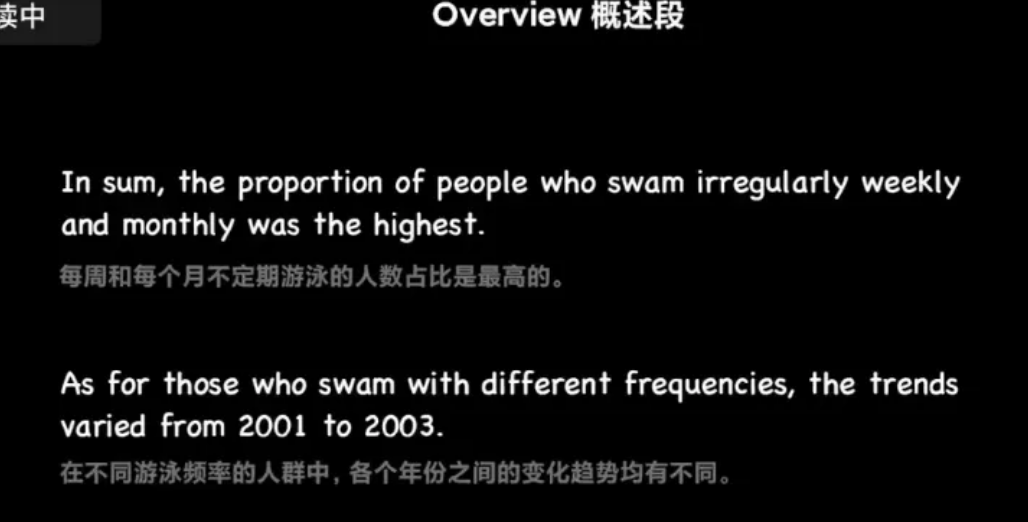 读中
Overview 概述段
In sum, the proportion of people who swam irregularly weekly
and monthly was the highest.
每周和每个月不定期游泳的人数占比是最高的。
As for those who swam with different frequencies, the trends
varied from 2001 to 2003.
在不同游泳频率的人群中，各个年份之间的变化趋势均有不同。